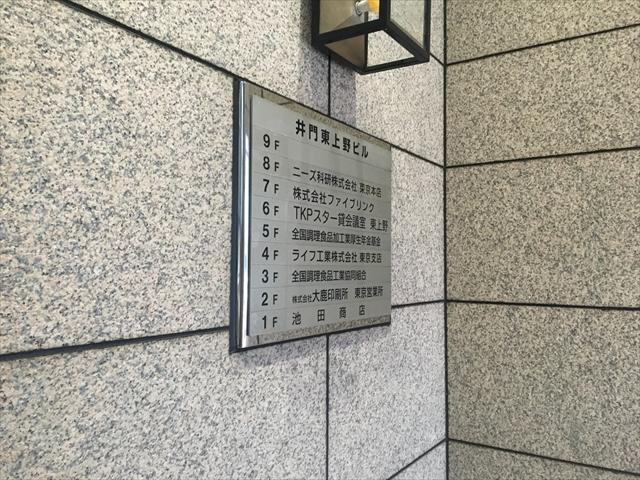 井門東上野ビル
9F
8F ニーズ科研株式会社 東京本店
7F 株式会社ファイブリンク
6F TKPスター貸会議室 東上野
5F 全国調理食品加工業厚生年金基金
4F ライフ工業株式会社 東京支店
3F 全国調理食品工業協同組合
2F 株式会社大鹿印刷所 東京営業所
1F 池田商店